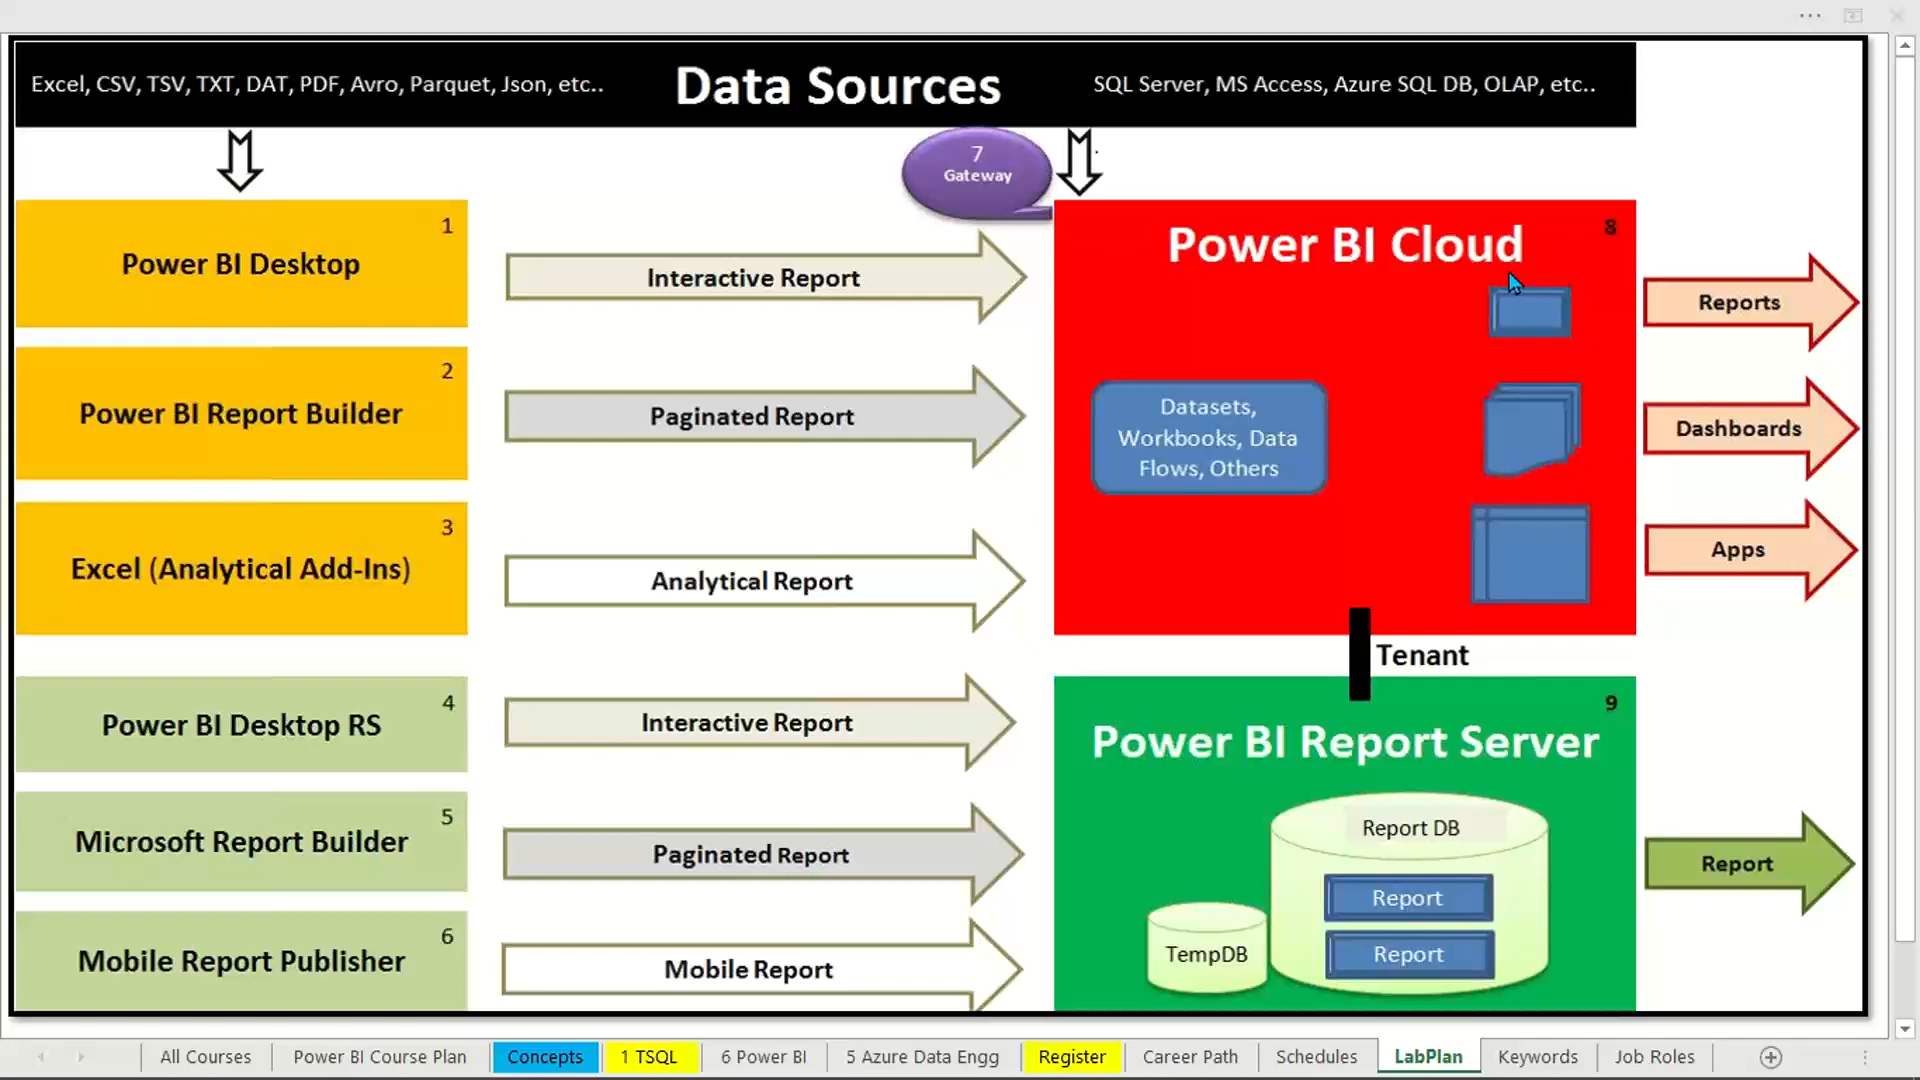 Excel, CSV, TSV, TXT, DAT, PDF, Avro, Parquet, Json, etc..
Data Sources
SQL Server, MS Access, Azure SQL DB, OLAP, etc..
7
Gateway
1
Power BI Desktop
Interactive Report
8
Power BI Cloud
Reports
2
Power BI Report Builder
Paginated Report
Datasets,
Workbooks, Data
Flows, Others
Dashboards
3
Excel (Analytical Add-Ins)
Analytical Report
Apps
Tenant
4
Power BI Desktop RS
Interactive Report
9
Power BI Report Server
5
Microsoft Report Builder
Paginated Report
Report DB
Report
Report
TempDB
Report
6
Mobile Report Publisher
Mobile Report
All Courses
Power BI Course Plan
Concepts
1 TSQL
6 Power BI
5 Azure Data Engg
Register
Career Path
Schedules
LabPlan
Keywords
Job Roles